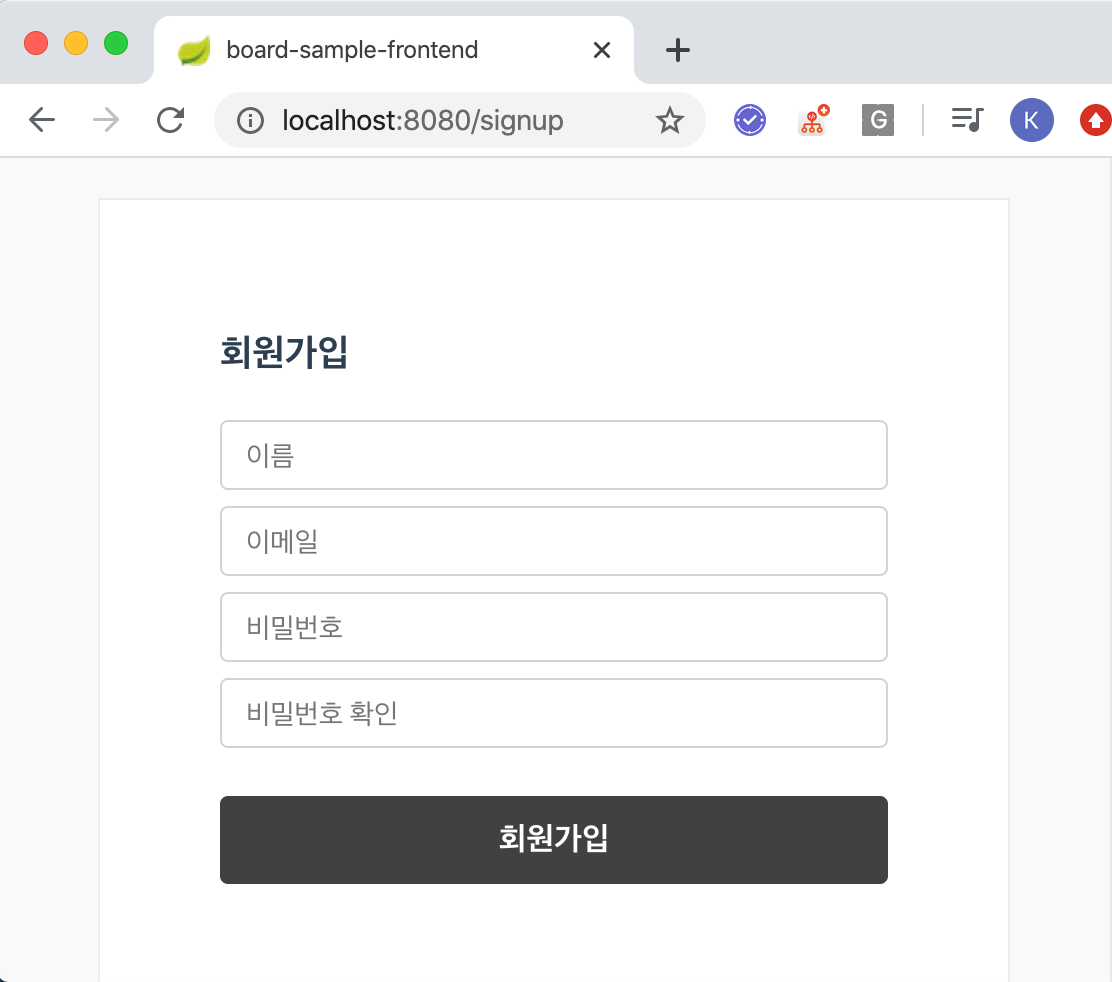 board-sample-frontend
localhost:8080/signup
G
K
회원가입
이름
이메일
비밀번호
비밀번호 확인
회원가입